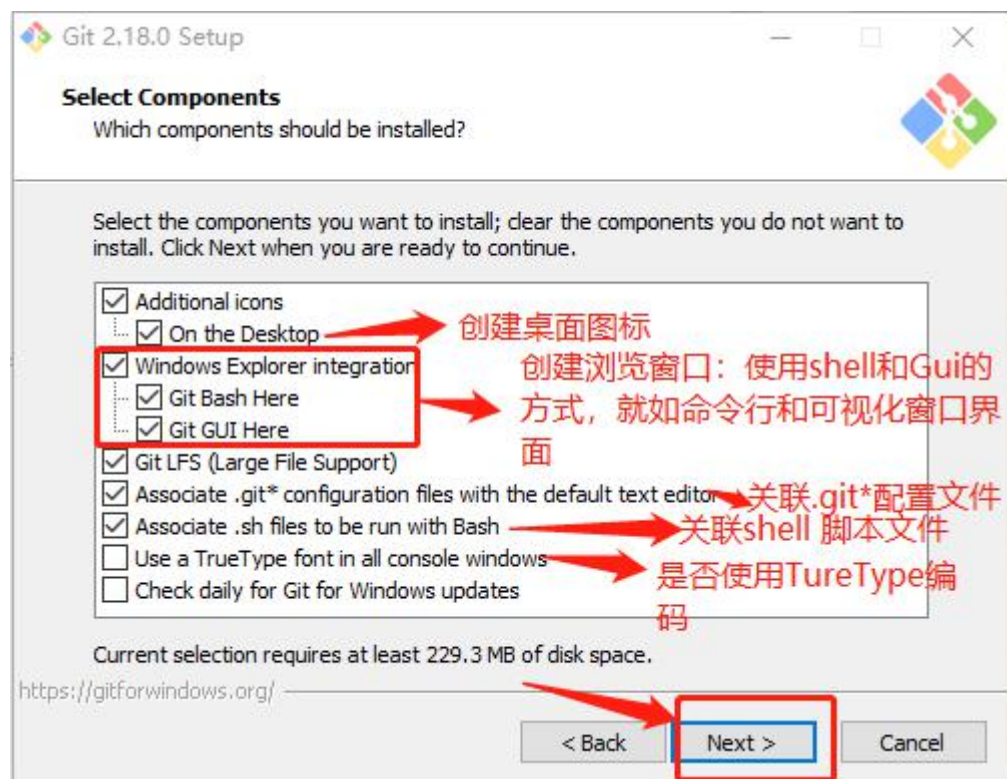 Git 2.18.0 Setup
Select Components
Which components should be installed?
Select the components you want to install; clear the components you do not want to
install. Click Next when you are ready to continue.
Additional icons
On the Desktop
创建桌面图标
Windows Explorer integration
Git Bash Here
Git GUI Here
创建浏览窗口：使用shell和Gui的
方式，就如命令行和可视化窗口界
面
Git LFS (Large File Support)
Associate .git* configuration files with the default text editor
关联.git*配置文件
Associate .sh files to be run with Bash
关联shell 脚本文件
Use a TrueType font in all console windows
是否使用TureType编
码
Check daily for Git for Windows updates
Current selection requires at least 229.3 MB of disk space.
https://gitforwindows.org/
< Back
Next >
Cancel